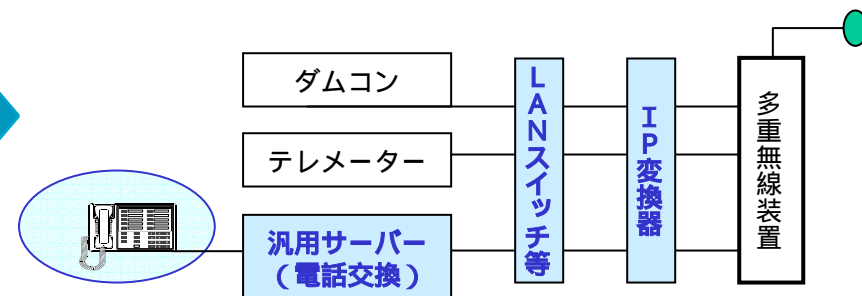 ダムコン
テレメーター
汎用サーバー
（電話交換）
LANスイッチ等
IP変換器
多重無線装置